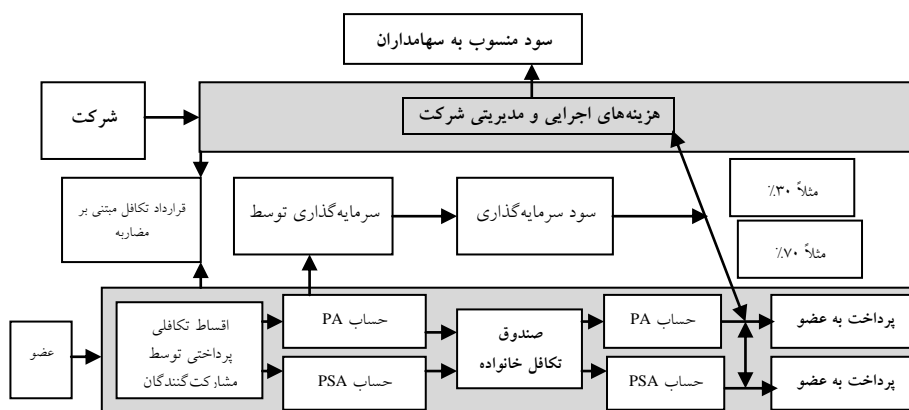 سود منسوب به سهامداران
شرکت
هزینه‌های اجرایی و مدیریتی شرکت
قرارداد تکافل مبتنی بر
مضاربه
سرمایه‌گذاری توسط
سود سرمایه‌گذاری
مثلاً ۳۰٪
مثلاً ۷۰٪
عضو
اقساط تکافلی
پرداختی توسط
مشارکت‌کنندگان
حساب PA
حساب PSA
صندوق
تکافل خانواده
حساب PA
حساب PSA
پرداخت به عضو
پرداخت به عضو